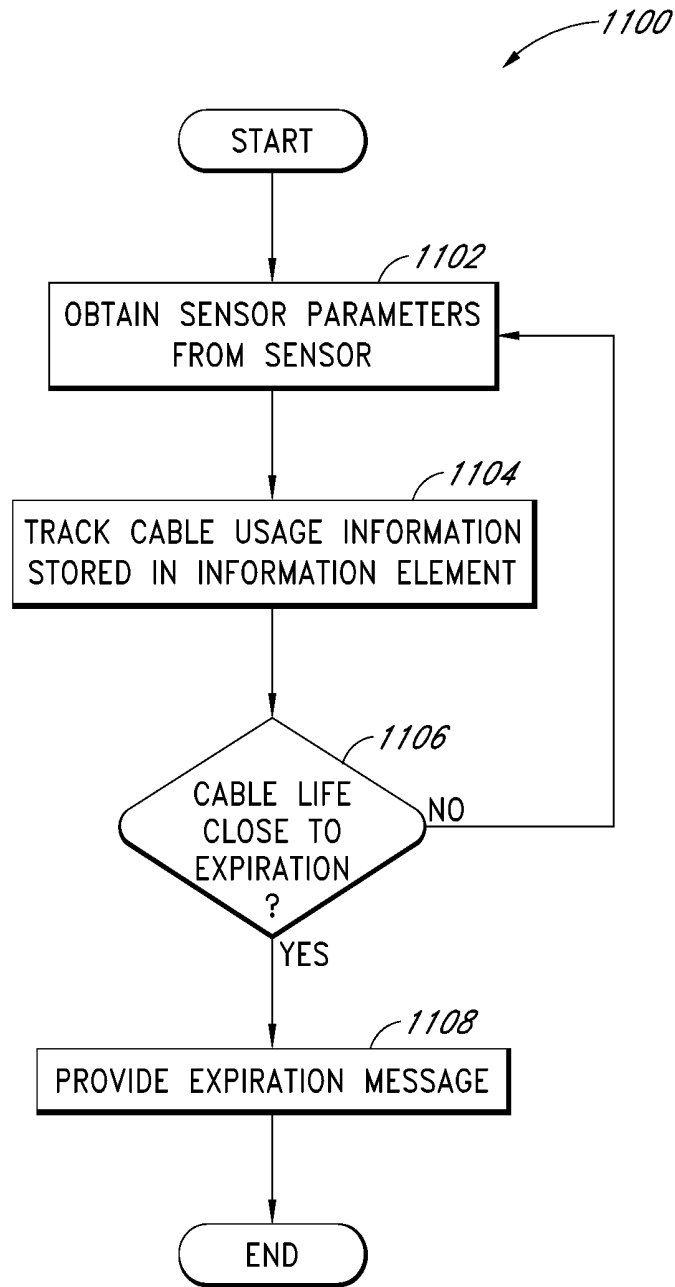 1100
START
1102
OBTAIN SENSOR PARAMETERS
FROM SENSOR
1104
TRACK CABLE USAGE INFORMATION
STORED IN INFORMATION ELEMENT
1106
CABLE LIFE
CLOSE TO
EXPIRATION
?
NO
YES
1108
PROVIDE EXPIRATION MESSAGE
END